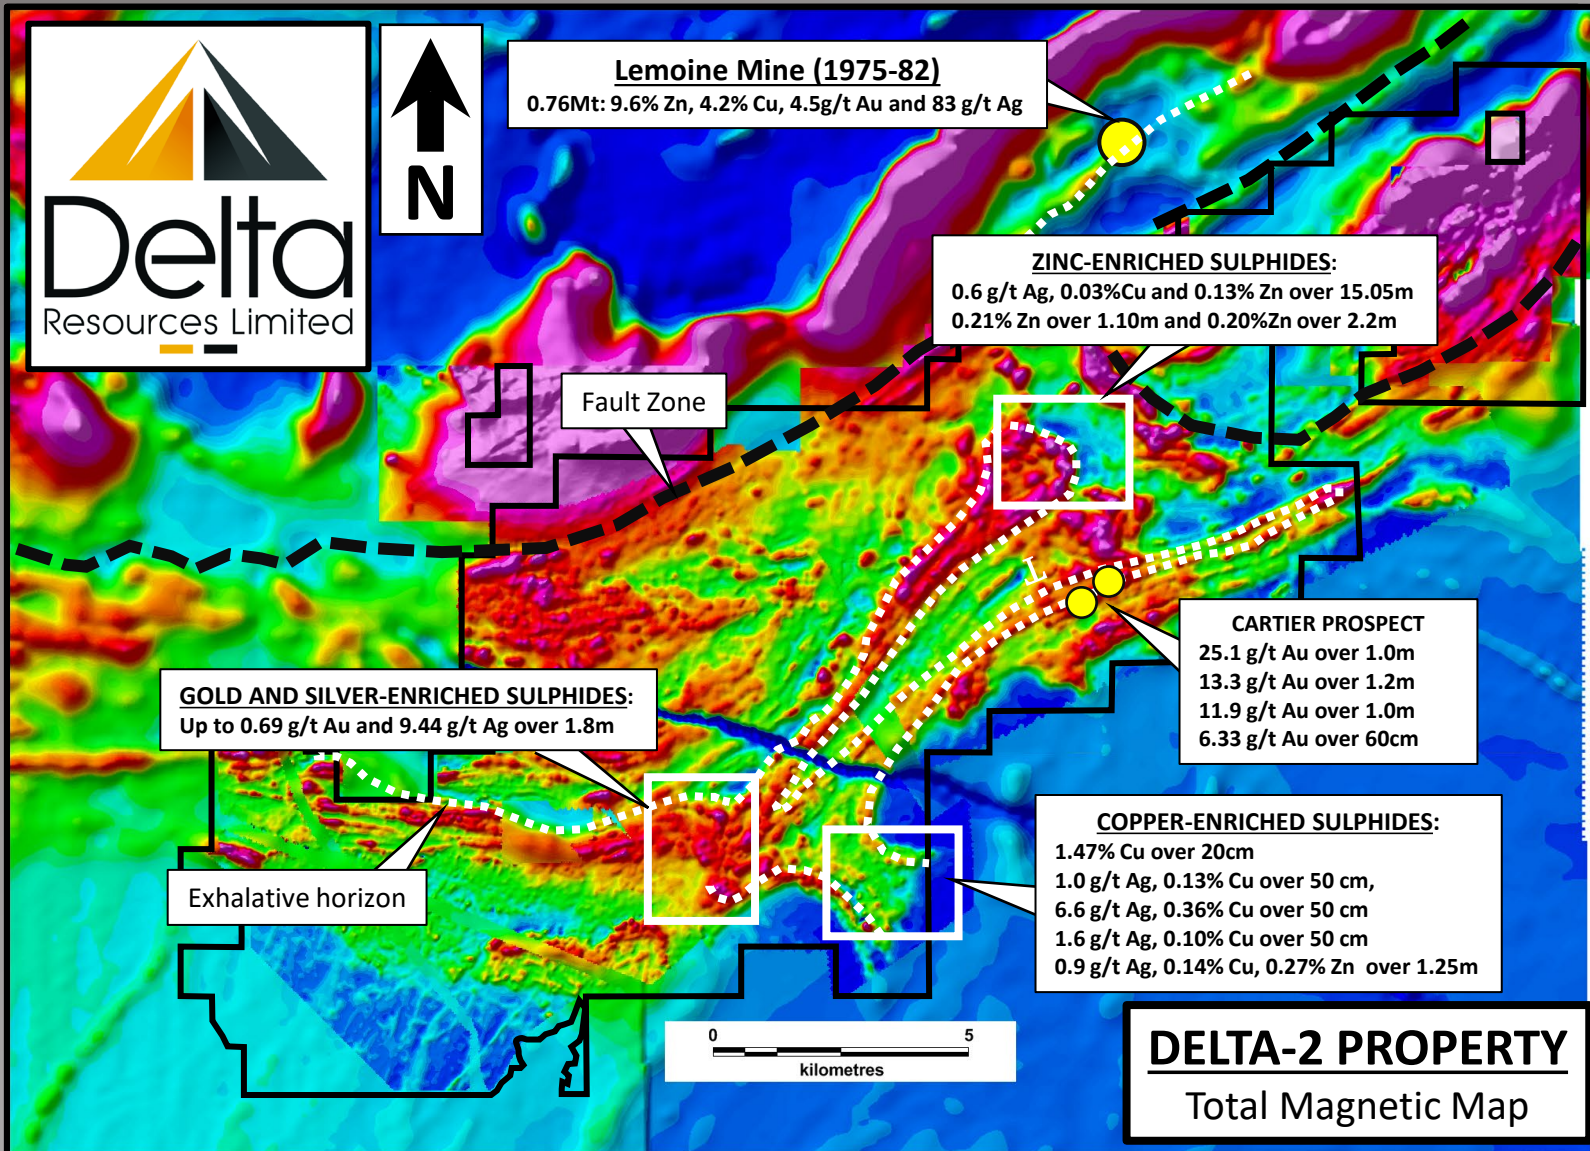 Delta
Resources Limited
N
Lemoine Mine (1975-82)
0.76Mt: 9.6% Zn, 4.2% Cu, 4.5g/t Au and 83 g/t Ag
ZINC-ENRICHED SULPHIDES:
0.6 g/t Ag, 0.03%Cu and 0.13% Zn over 15.05m
0.21% Zn over 1.10m and 0.20%Zn over 2.2m
Fault Zone
CARTIER PROSPECT
25.1 g/t Au over 1.0m
13.3 g/t Au over 1.2m
11.9 g/t Au over 1.0m
6.33 g/t Au over 60cm
GOLD AND SILVER-ENRICHED SULPHIDES:
Up to 0.69 g/t Au and 9.44 g/t Ag over 1.8m
Exhalative horizon
COPPER-ENRICHED SULPHIDES:
1.47% Cu over 20cm
1.0 g/t Ag, 0.13% Cu over 50 cm,
6.6 g/t Ag, 0.36% Cu over 50 cm
1.6 g/t Ag, 0.10% Cu over 50 cm
0.9 g/t Ag, 0.14% Cu, 0.27% Zn over 1.25m
0 5
kilometres
DELTA-2 PROPERTY
Total Magnetic Map